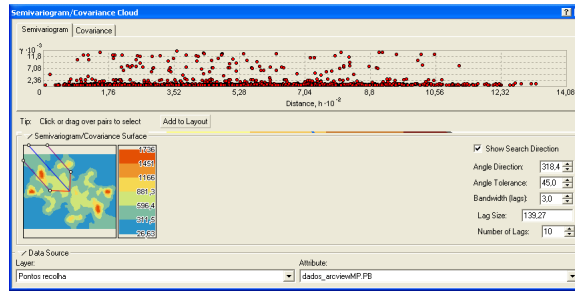 Semivariogram/Covariance Cloud
?
Semivariogram Covariance
γ ·10⁻³
11,8
7,08
2,36
0 1,76 3,52 5,28 7,04 8,8 10,56 12,32 14,08
Distance, h ·10⁻²
Tip: Click or drag over pairs to select Add to Layout
Semivariogram/Covariance Surface
1736
1451
1166
881,3
596,4
311,5
26,63
Show Search Direction
Angle Direction: 318,4
Angle Tolerance: 45,0
Bandwidth (lags): 3,0
Lag Size: 139,27
Number of Lags: 10
Data Source
Layer: Attribute:
Pontos recolha dados_arcviewMP.PB